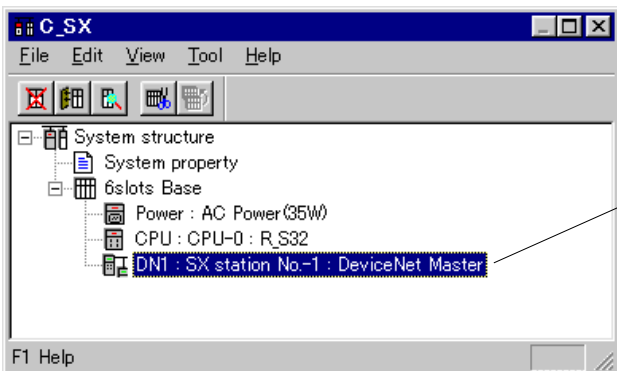 C_SX
File Edit View Tool Help
System structure
System property
6slots Base
Power : AC Power(35W)
CPU : CPU-0 : R_S32
DN1 : SX station No.-1 : DeviceNet Master
F1 Help